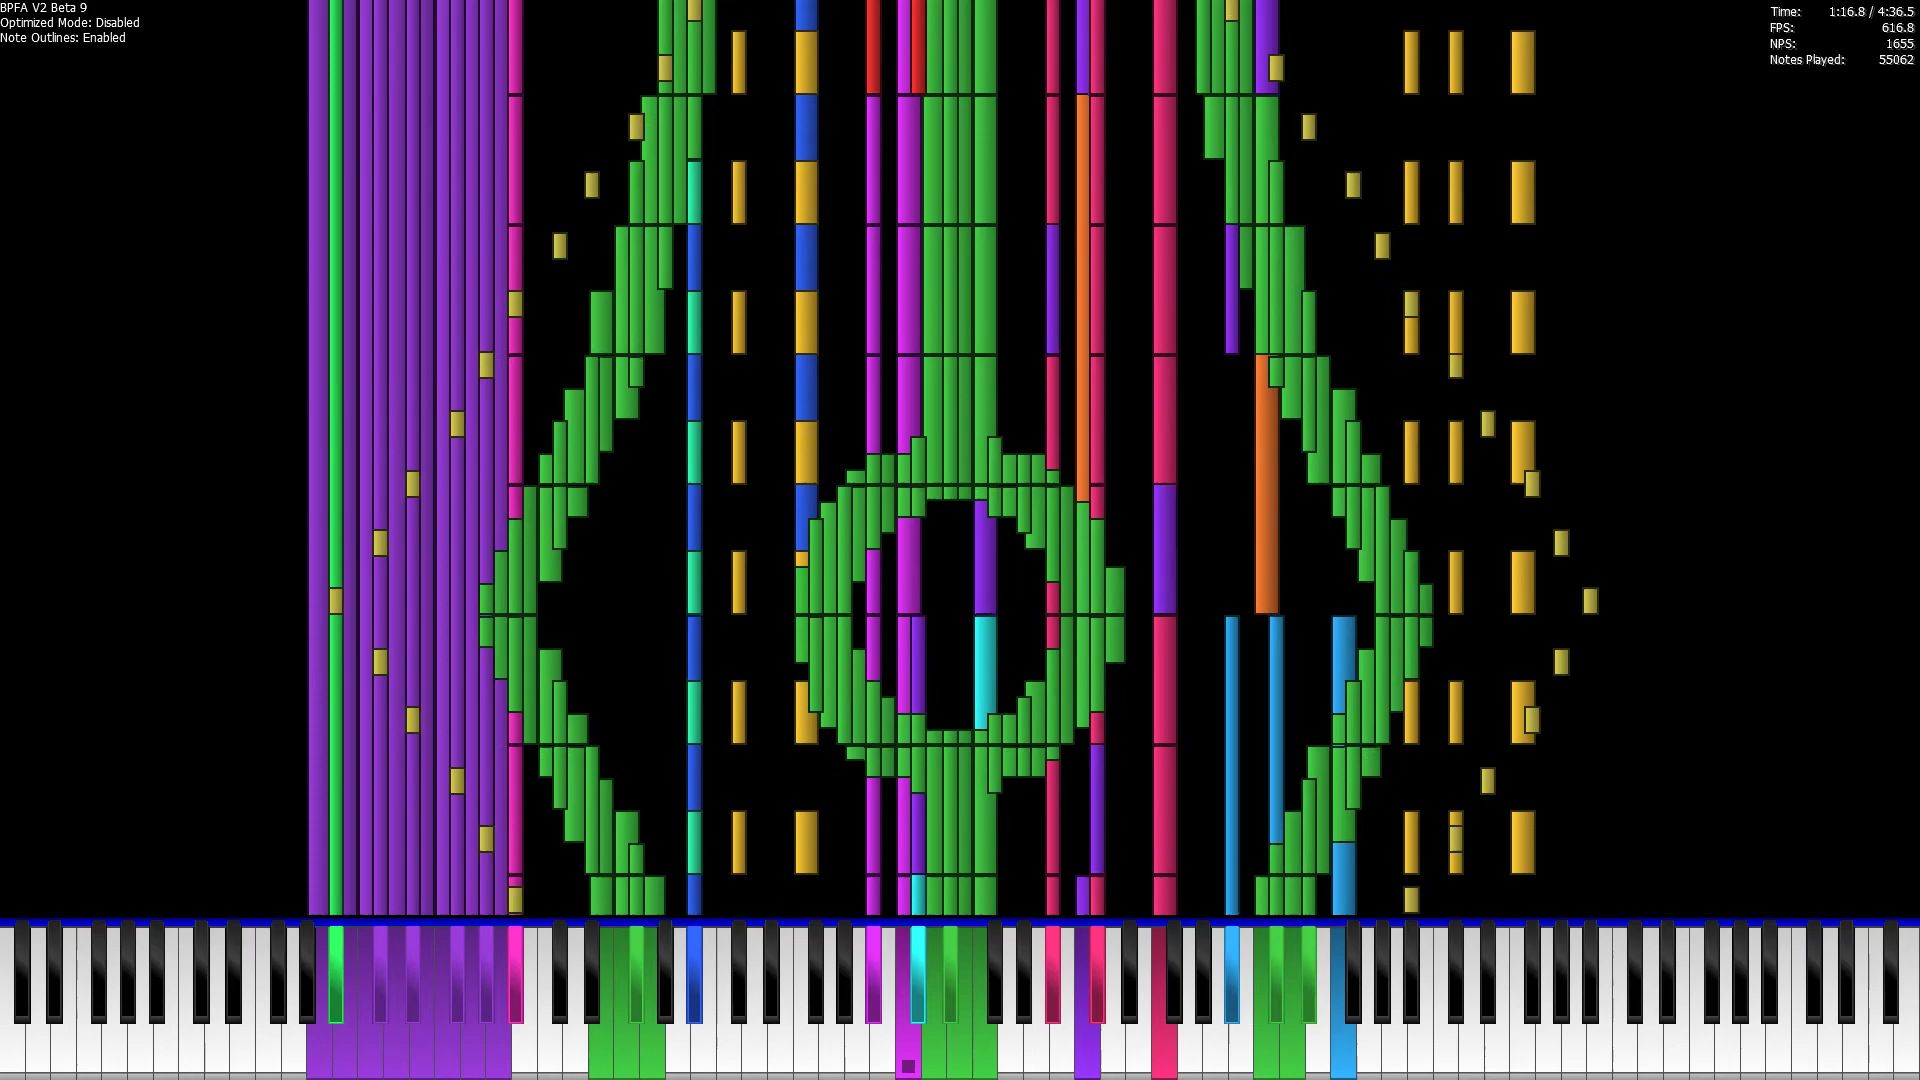 BPFA V2 Beta 9
Optimized Mode: Disabled
Note Outlines: Enabled
Time: 1:16.8 / 4:36.5
FPS: 616.8
NPS: 1655
Notes Played: 55062